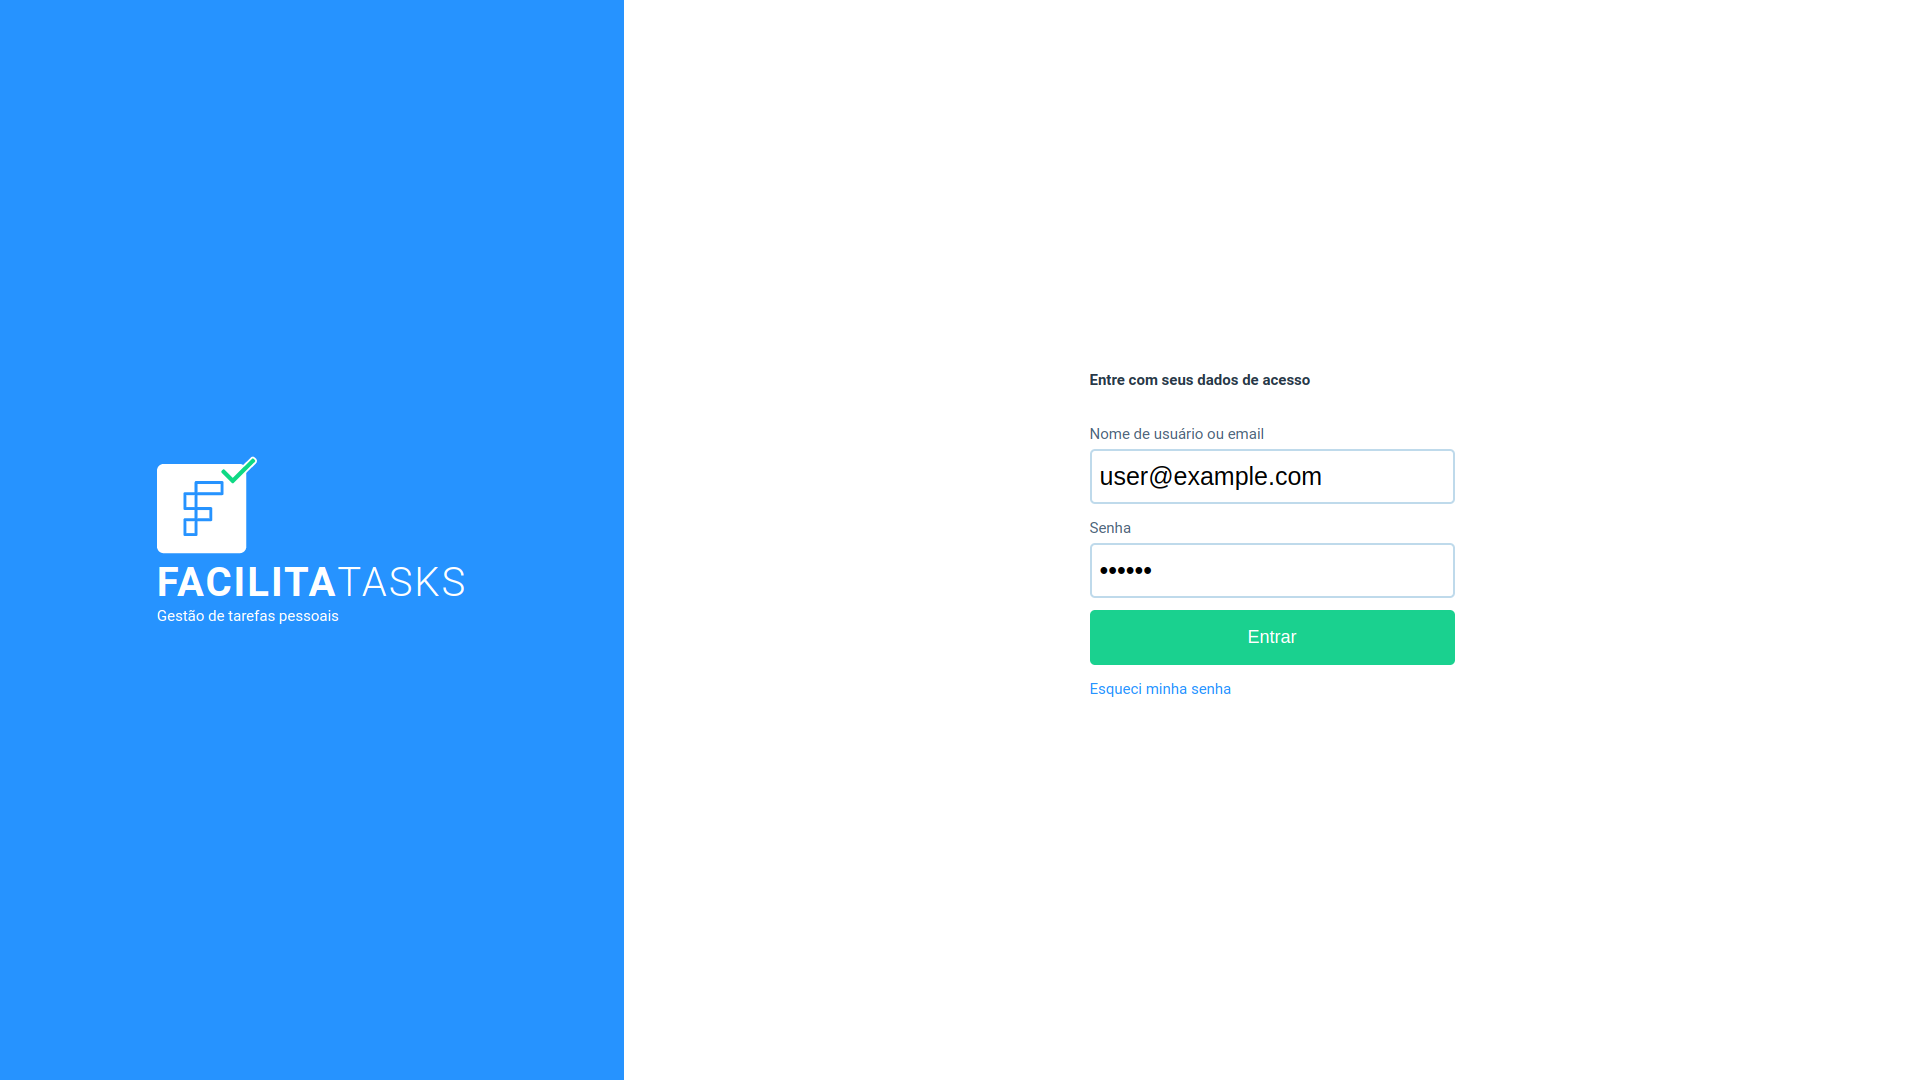 FACILITATASKS
Gestão de tarefas pessoais
Entre com seus dados de acesso
Nome de usuário ou email
user@example.com
Senha
••••••
Entrar
Esqueci minha senha